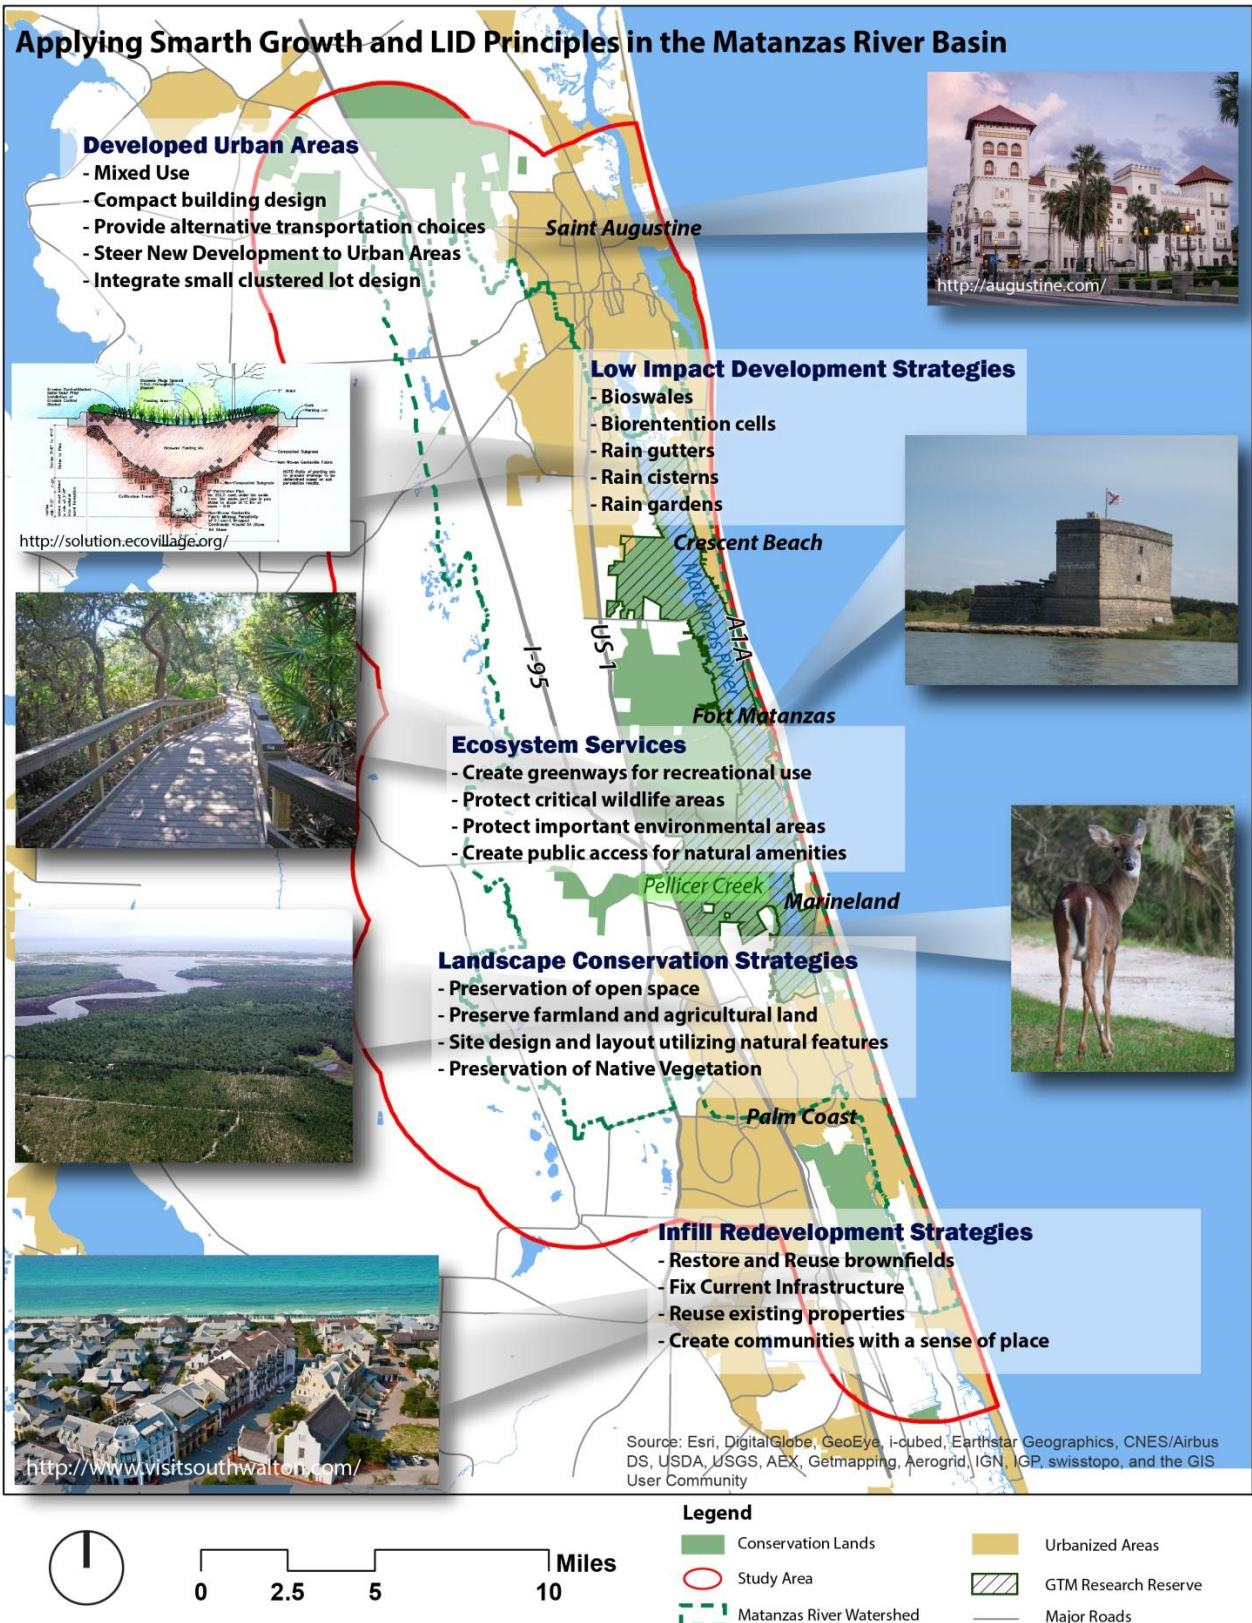 Applying Smarth Growth and LID Principles in the Matanzas River Basin
Developed Urban Areas
- Mixed Use
- Compact building design
- Provide alternative transportation choices
- Steer New Development to Urban Areas
- Integrate small clustered lot design
Saint Augustine
http://augustine.com/
Low Impact Development Strategies
- Bioswales
- Biorentention cells
- Rain gutters
- Rain cisterns
- Rain gardens
http://solution.ecovillage.org/
Crescent Beach
Matanzas River
A1A
US 1
I-95
Fort Matanzas
Ecosystem Services
- Create greenways for recreational use
- Protect critical wildlife areas
- Protect important environmental areas
- Create public access for natural amenities
Pellicer Creek
Marineland
Landscape Conservation Strategies
- Preservation of open space
- Preserve farmland and agricultural land
- Site design and layout utilizing natural features
- Preservation of Native Vegetation
Palm Coast
Infill Redevelopment Strategies
- Restore and Reuse brownfields
- Fix Current Infrastructure
- Reuse existing properties
- Create communities with a sense of place
http://www.visitsouthwalton.com/
Source: Esri, DigitalGlobe, GeoEye, i-cubed, Earthstar Geographics, CNES/Airbus
DS, USDA, USGS, AEX, Getmapping, Aerogrid, IGN, IGP, swisstopo, and the GIS
User Community
Miles
0 2.5 5 10
Legend
Conservation Lands
Study Area
Matanzas River Watershed
Urbanized Areas
GTM Research Reserve
Major Roads